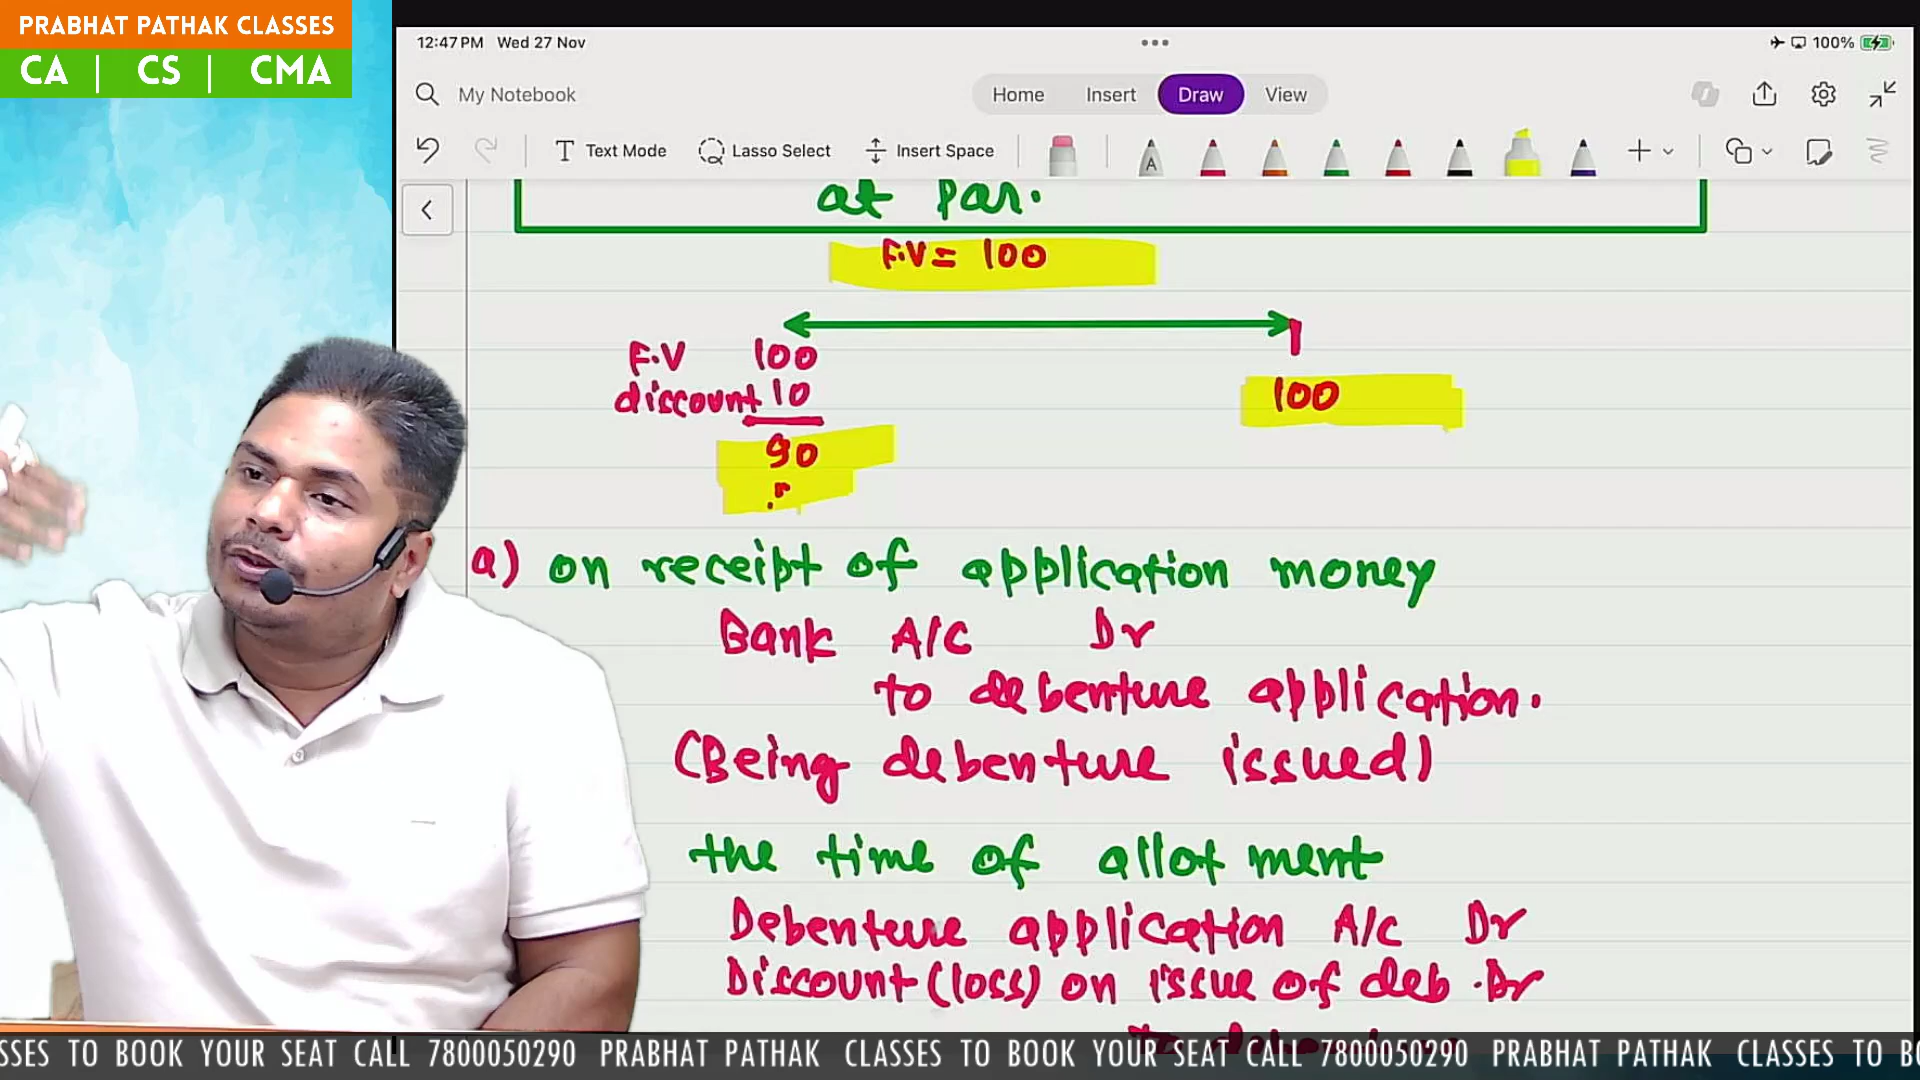 PRABHAT PATHAK CLASSES
CA | CS | CMA
12:47 PM Wed 27 Nov
100%
My Notebook
Home Insert Draw View
Text Mode Lasso Select Insert Space
A
at par.
F.V = 100
F.V 100
discount 10
90
100
a) on receipt of application money
Bank A/C Dr
to debenture application.
(Being debenture issued)
the time of allotment
Debenture application A/C Dr
Discount (loss) on issue of deb. Dr
SSES TO BOOK YOUR SEAT CALL 7800050290 PRABHAT PATHAK CLASSES TO BOOK YOUR SEAT CALL 7800050290 PRABHAT PATHAK CLASSES TO B